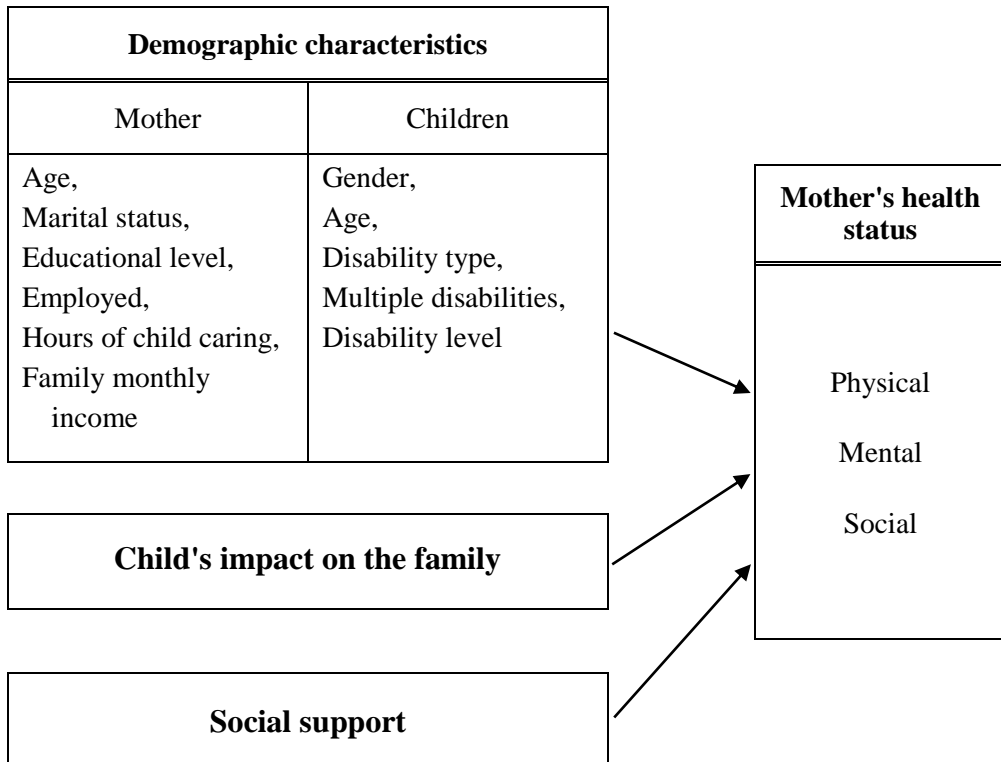 Demographic characteristics
Mother
Children
Age,
Marital status,
Educational level,
Employed,
Hours of child caring,
Family monthly
income
Gender,
Age,
Disability type,
Multiple disabilities,
Disability level
Mother's health
status
Physical
Mental
Social
Child's impact on the family
Social support